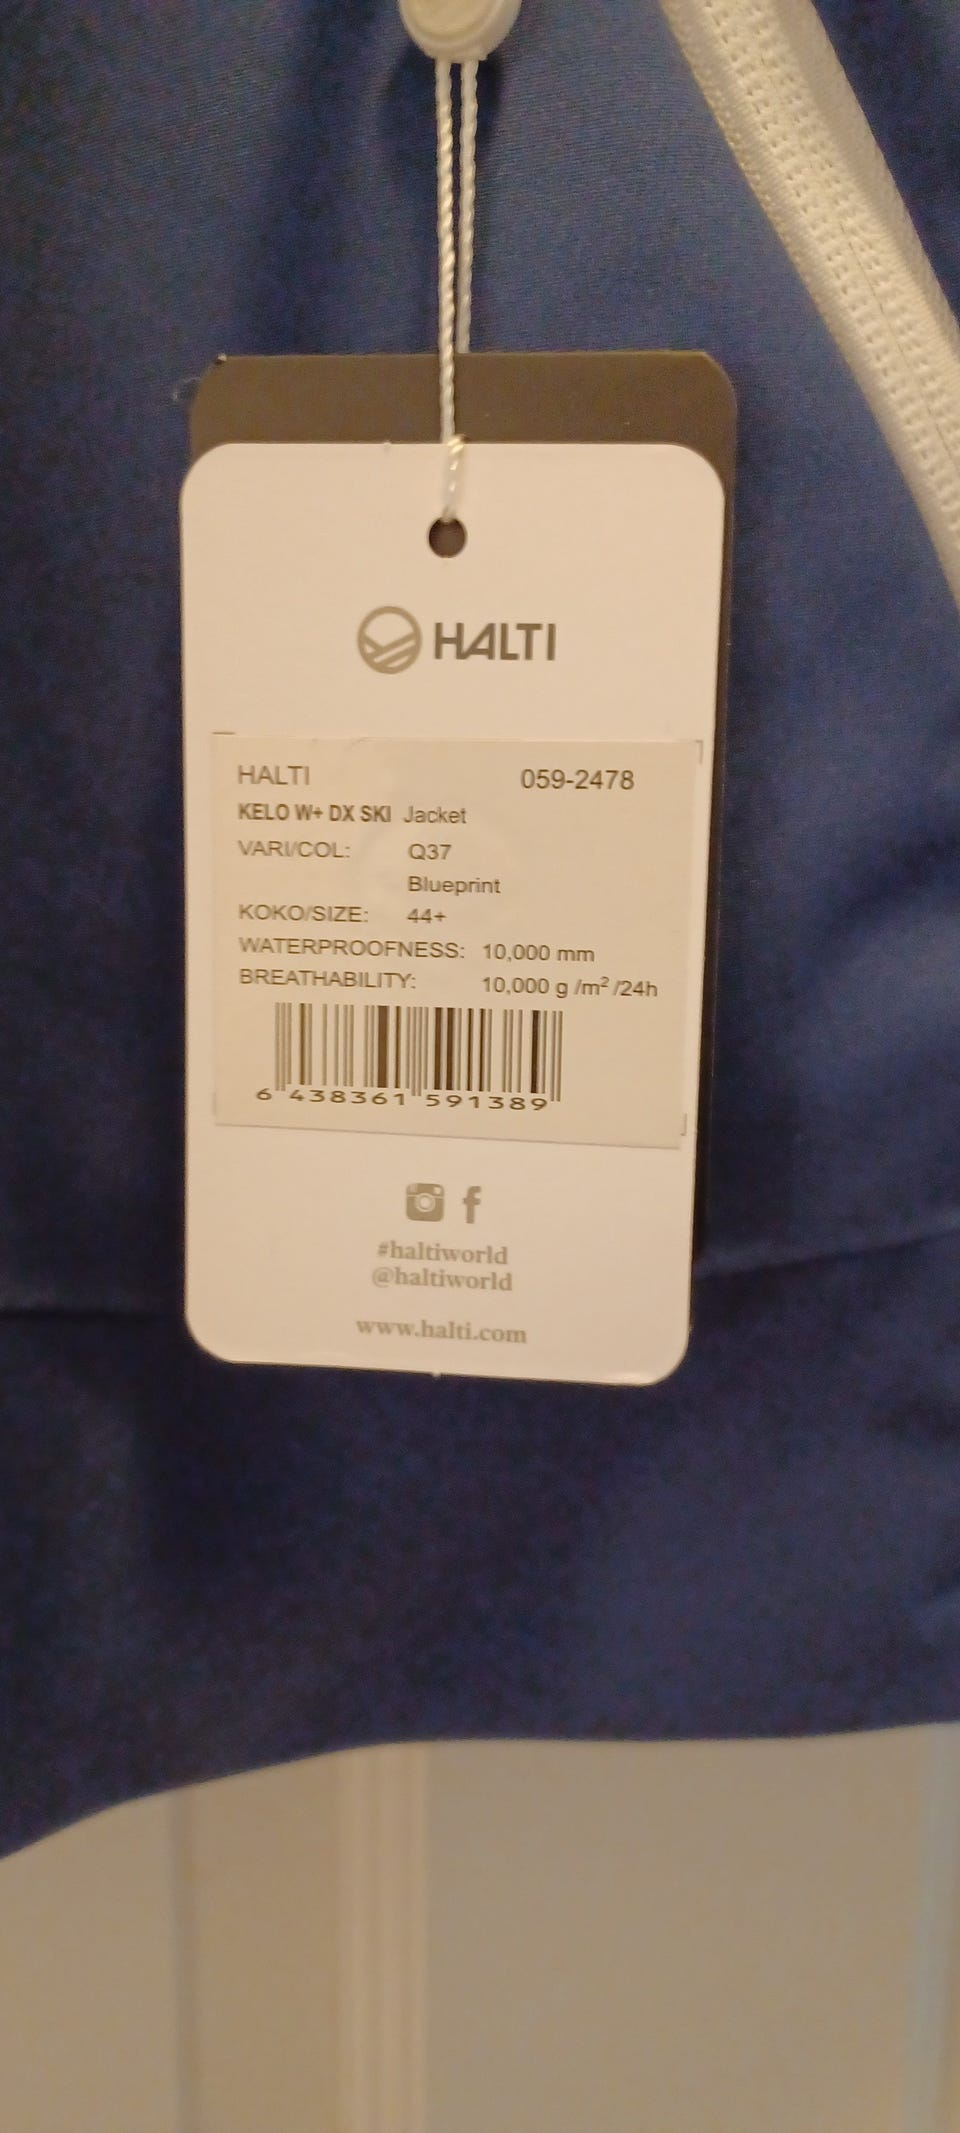 HALTI
HALTI 059-2478
KELO W+ DX SKI Jacket
VARI/COL: Q37
Blueprint
KOKO/SIZE: 44+
WATERPROOFNESS: 10,000 mm
BREATHABILITY: 10,000 g /m² /24h
6 438361 591389
#haltiworld
@haltiworld
www.halti.com